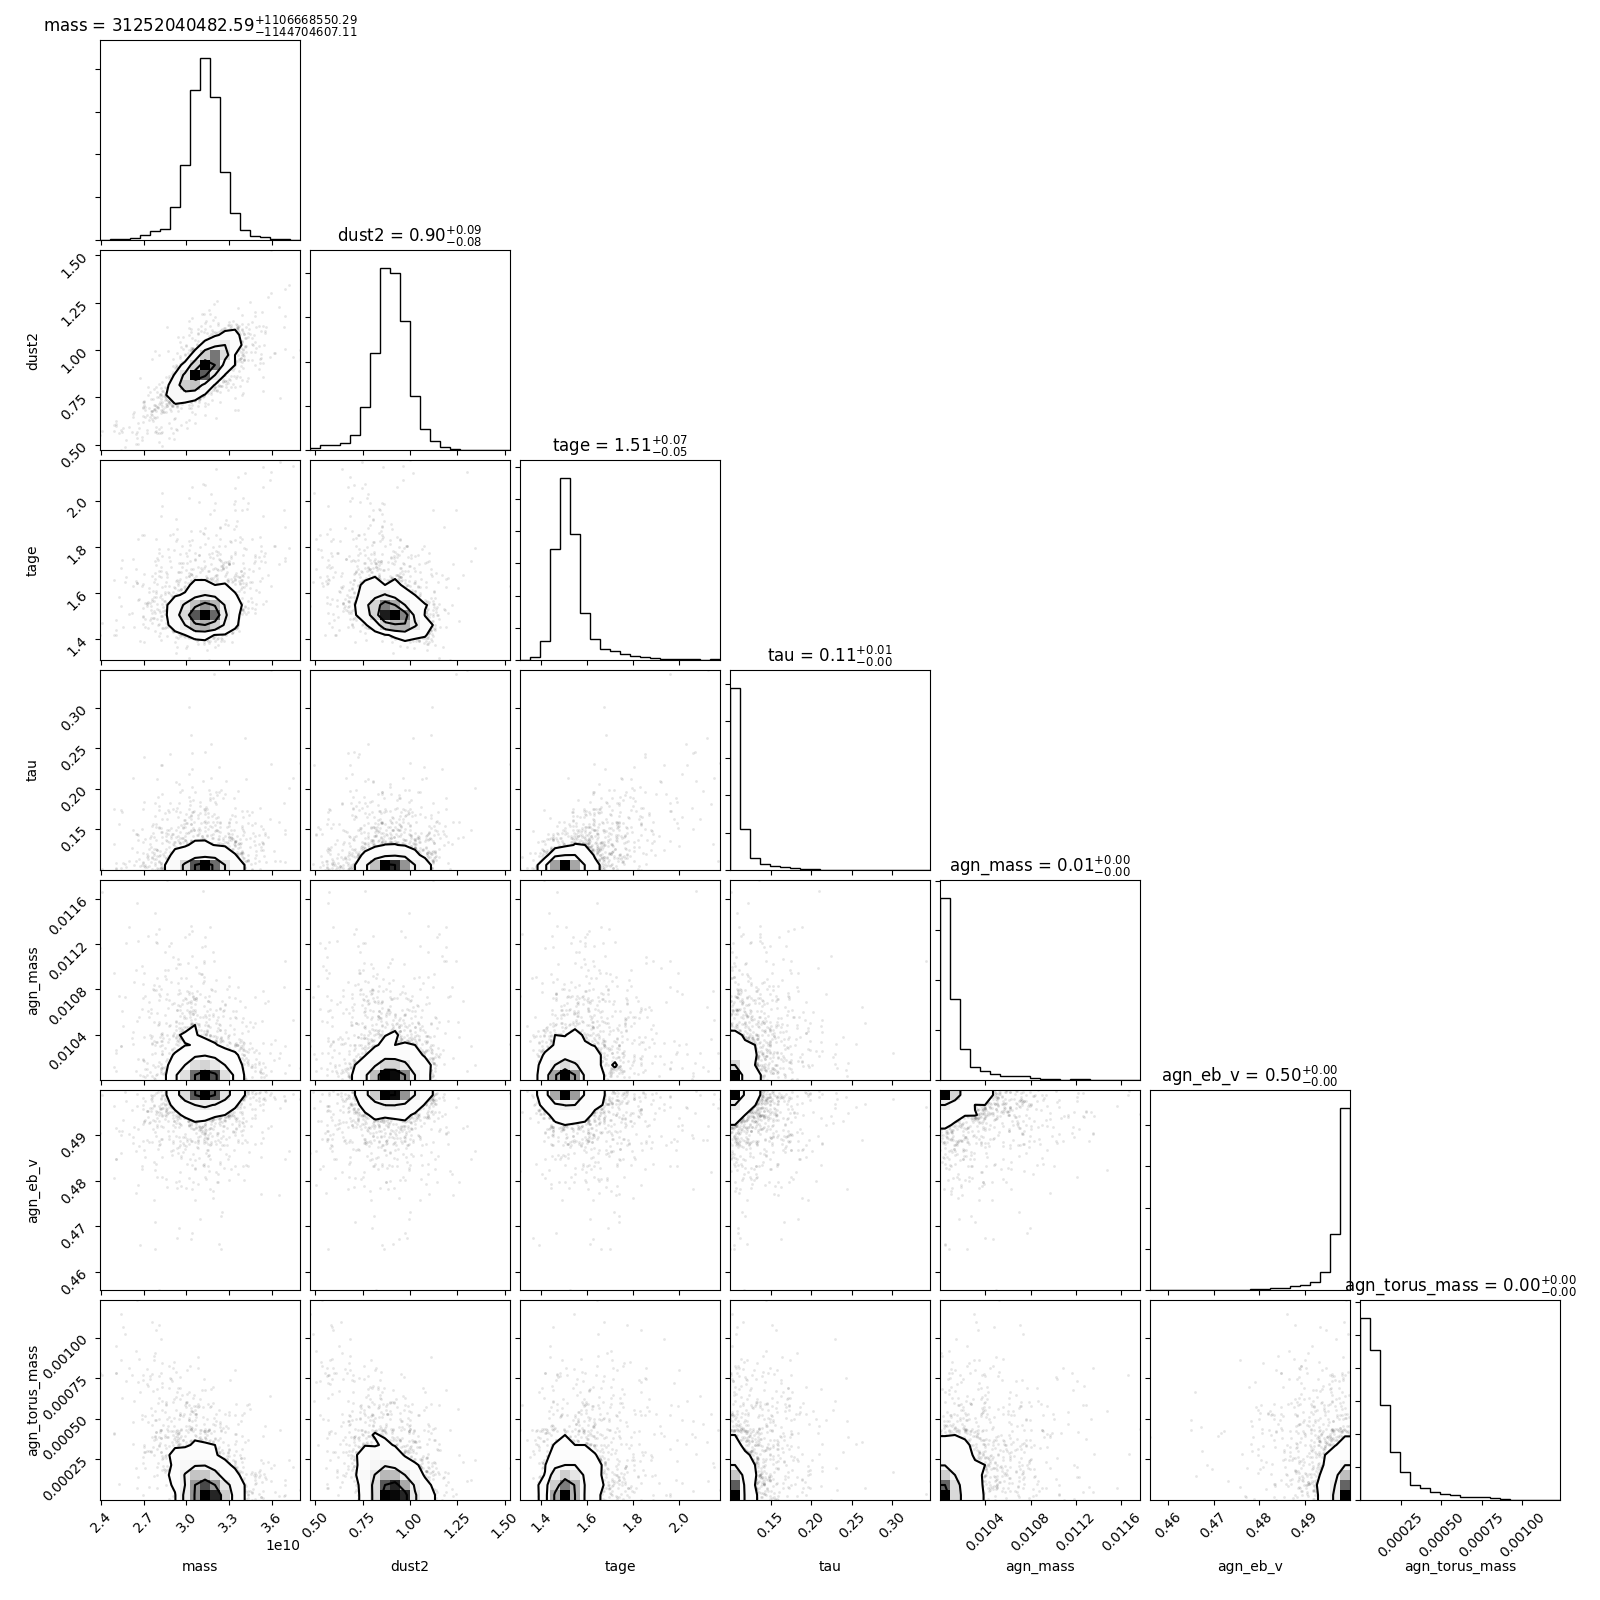 mass = 31252040482.59+1106668550.29 −1144704607.11
dust2 = 0.90+0.09 −0.08
1.50
1.25
1.00
0.75
0.50
dust2
tage = 1.51+0.07 −0.05
2.0
1.8
1.6
1.4
tage
tau = 0.11+0.01 −0.00
0.30
0.25
0.20
0.15
tau
agn_mass = 0.01+0.00 −0.00
0.0116
0.0112
0.0108
0.0104
agn_mass
agn_eb_v = 0.50+0.00 −0.00
0.49
0.48
0.47
0.46
agn_eb_v
agn_torus_mass = 0.00+0.00 −0.00
0.00100
0.00075
0.00050
0.00025
agn_torus_mass
2.4 2.7 3.0 3.3 3.6
1e10
mass
0.50 0.75 1.00 1.25 1.50
dust2
1.4 1.6 1.8 2.0
tage
0.15 0.20 0.25 0.30
tau
0.0104 0.0108 0.0112 0.0116
agn_mass
0.46 0.47 0.48 0.49
agn_eb_v
0.00025 0.00050 0.00075 0.00100
agn_torus_mass